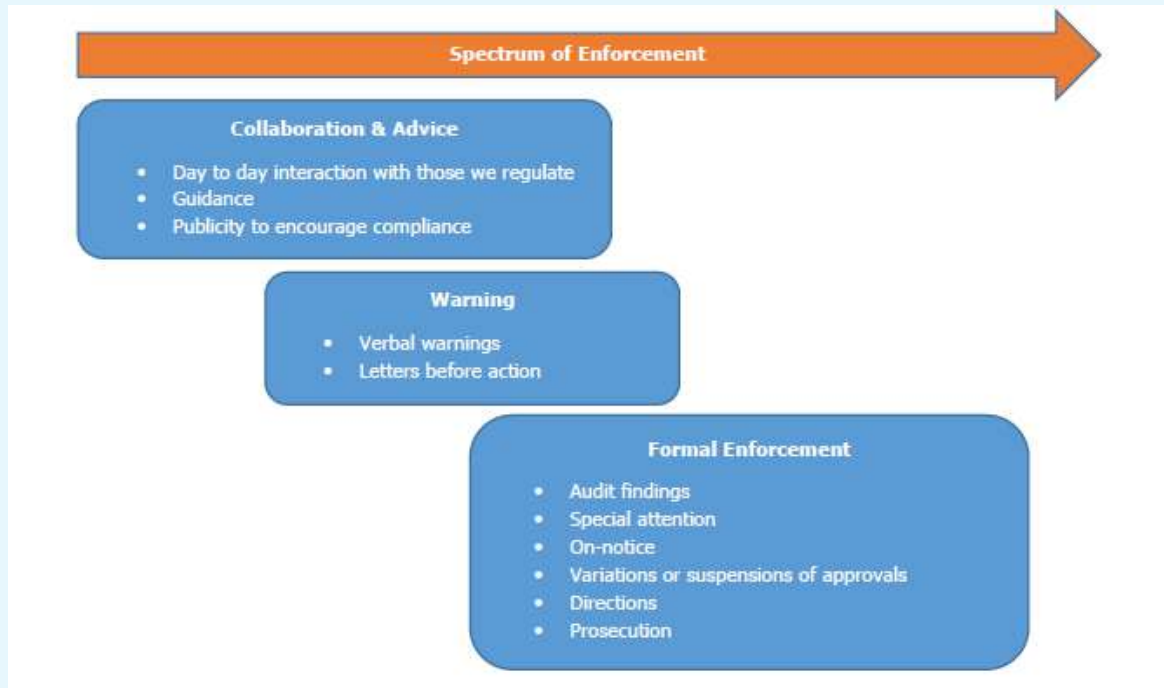 Spectrum of Enforcement
Collaboration & Advice
• Day to day interaction with those we regulate
• Guidance
• Publicity to encourage compliance
Warning
• Verbal warnings
• Letters before action
Formal Enforcement
• Audit findings
• Special attention
• On-notice
• Variations or suspensions of approvals
• Directions
• Prosecution